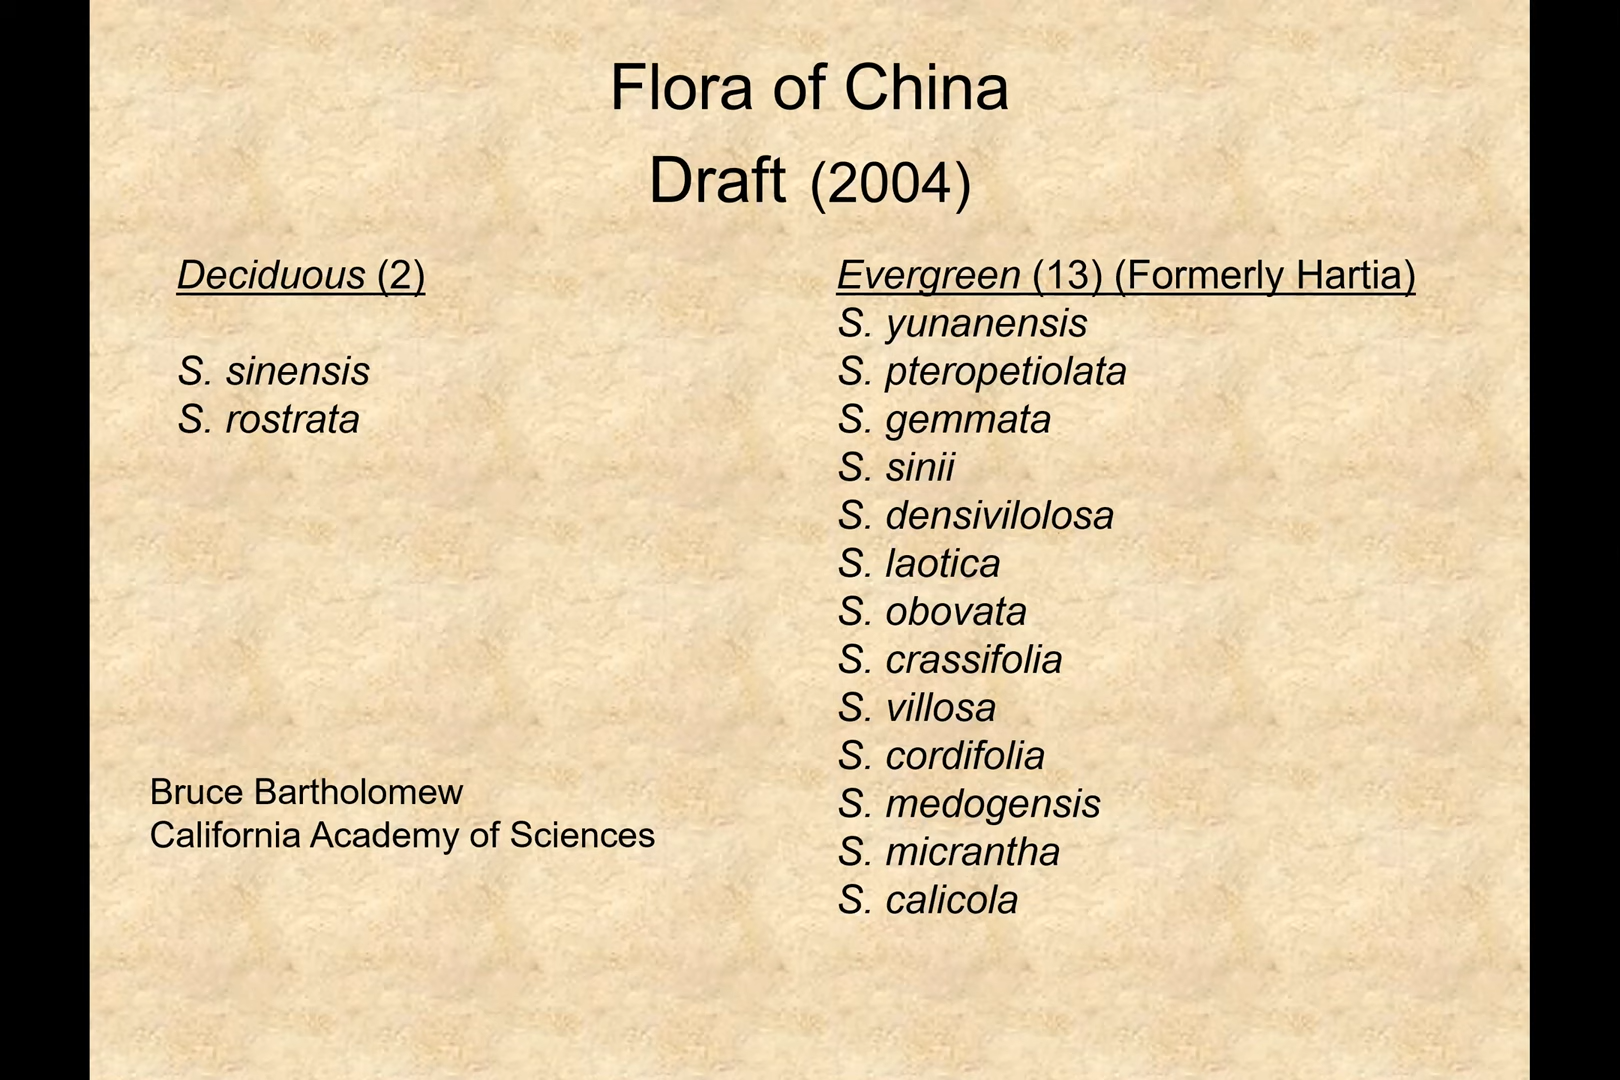 Flora of China
Draft (2004)
Deciduous (2)
S. sinensis
S. rostrata
Bruce Bartholomew
California Academy of Sciences
Evergreen (13) (Formerly Hartia)
S. yunanensis
S. pteropetiolata
S. gemmata
S. sinii
S. densivilolosa
S. laotica
S. obovata
S. crassifolia
S. villosa
S. cordifolia
S. medogensis
S. micrantha
S. calicola